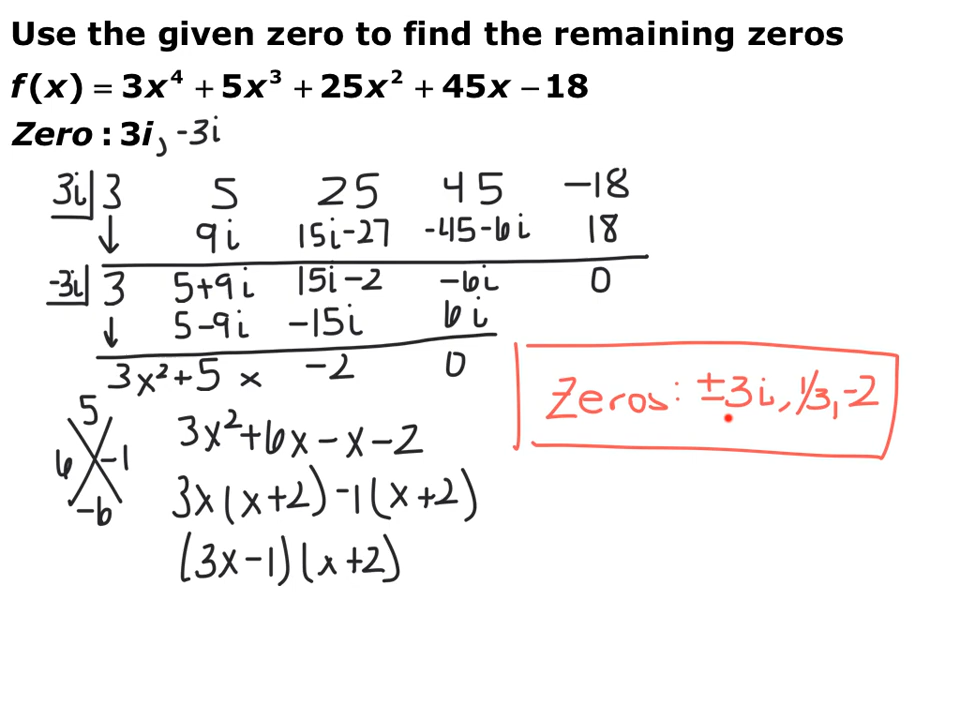 Use the given zero to find the remaining zeros
f(x) = 3x⁴ + 5x³ + 25x² + 45x − 18
Zero : 3i, -3i
3i| 3 5 25 45 −18
↓ 9i 15i−27 -45-6i 18
-3i| 3 5+9i 15i−2 −6i 0
↓ 5-9i −15i 6i
3x²+5 x −2 0
Zeros: ±3i, 1/3, -2
5
6 -1
-6
3x²+6x−x−2
3x(x+2)-1(x+2)
(3x−1)(x+2)